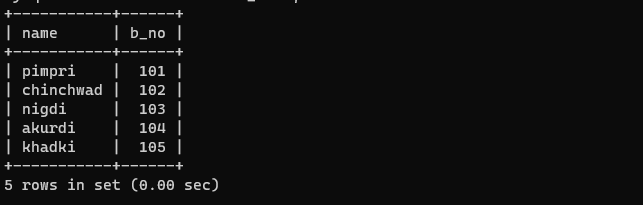 +-----------+------+
| name      | b_no |
+-----------+------+
| pimpri    |  101 |
| chinchwad |  102 |
| nigdi     |  103 |
| akurdi    |  104 |
| khadki    |  105 |
+-----------+------+
5 rows in set (0.00 sec)